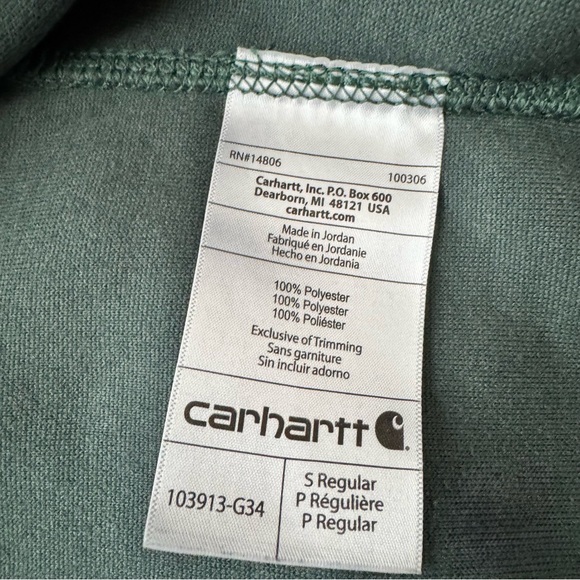 RN#14806 100306
Carhartt, Inc. P.O. Box 600
Dearborn, MI 48121 USA
carhartt.com
Made in Jordan
Fabriqué en Jordanie
Hecho en Jordania
100% Polyester
100% Polyester
100% Poliéster
Exclusive of Trimming
Sans garniture
Sin incluir adorno
carhartt
103913-G34
S Regular
P Régulière
P Regular